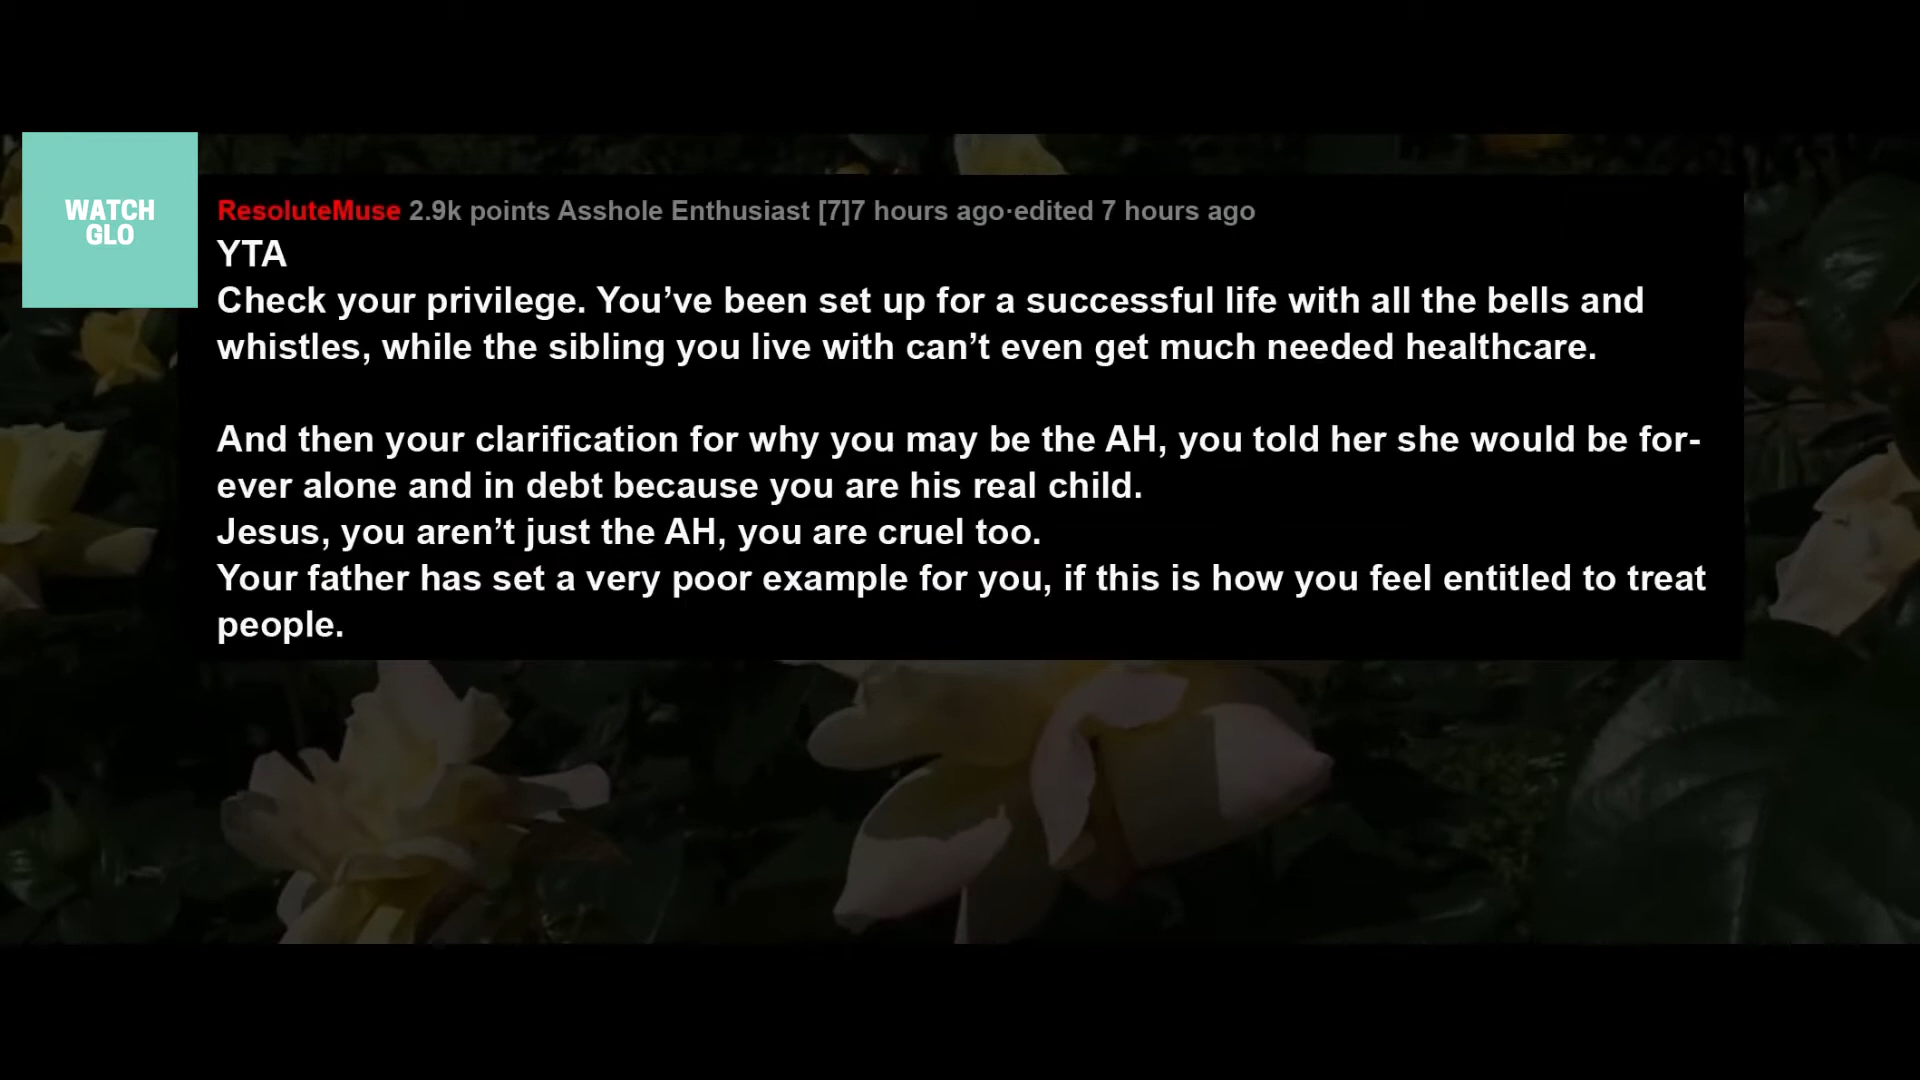 WATCH
GLO
ResoluteMuse 2.9k points Asshole Enthusiast [7]7 hours ago·edited 7 hours ago
YTA
Check your privilege. You’ve been set up for a successful life with all the bells and
whistles, while the sibling you live with can’t even get much needed healthcare.
And then your clarification for why you may be the AH, you told her she would be for-
ever alone and in debt because you are his real child.
Jesus, you aren’t just the AH, you are cruel too.
Your father has set a very poor example for you, if this is how you feel entitled to treat
people.